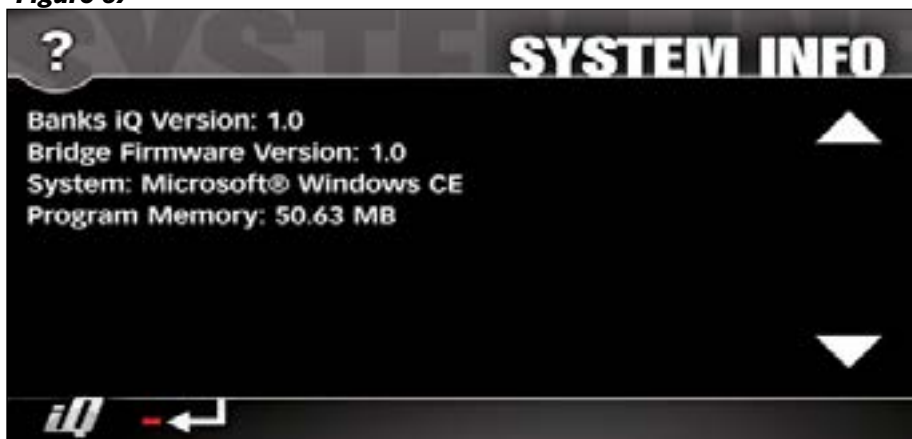 ?
SYSTEM INFO
Banks iQ Version: 1.0
Bridge Firmware Version: 1.0
System: Microsoft® Windows CE
Program Memory: 50.63 MB
iQ